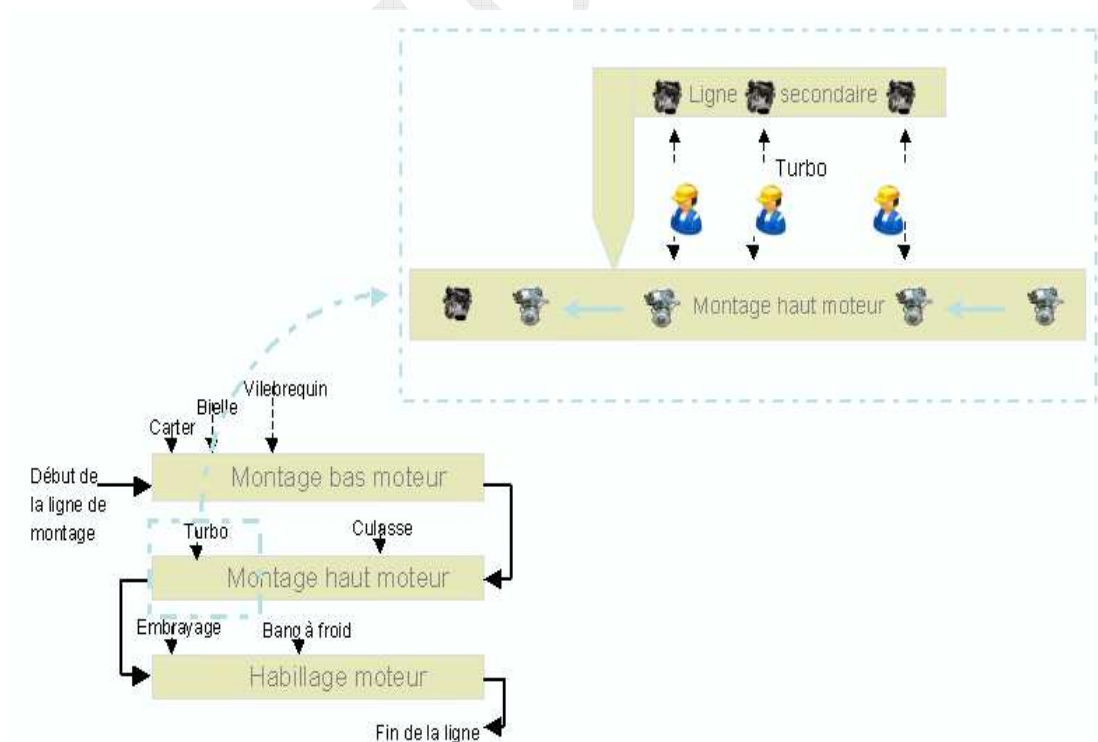 Ligne secondaire
Turbo
Montage haut moteur
Vilebrequin
Bielle
Carter
Début de
la ligne de
montage
Montage bas moteur
Turbo
Culasse
Montage haut moteur
Embrayage
Banc à froid
Habillage moteur
Fin de la ligne